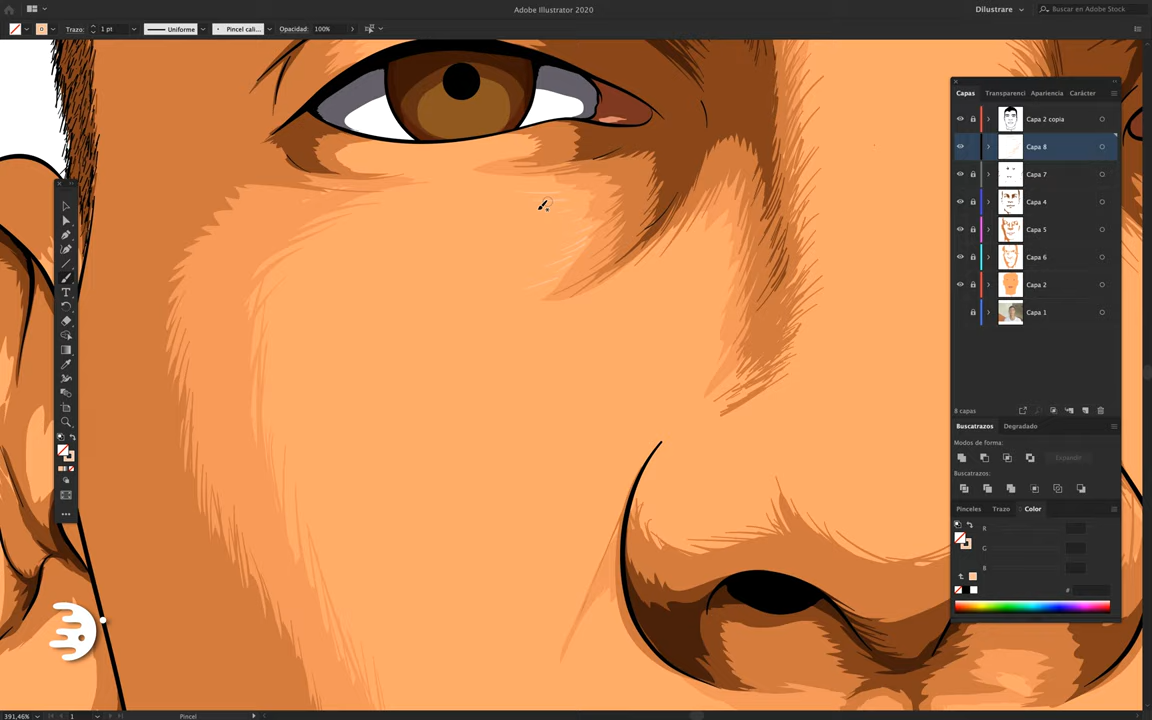 Adobe Illustrator 2020
Dilustrare
Buscar en Adobe Stock
Trazo: 1 pt Uniforme Pincel cali... Opacidad: 100%
Capas Transparenci Apariencia Carácter
Capa 2 copia
Capa 8
Capa 7
Capa 4
Capa 5
Capa 6
Capa 2
Capa 1
8 capas
Buscatrazos Degradado
Modos de forma:
Expandir
Buscatrazos:
Pinceles Trazo Color
R
G
B
#
391,46% 1 Pincel